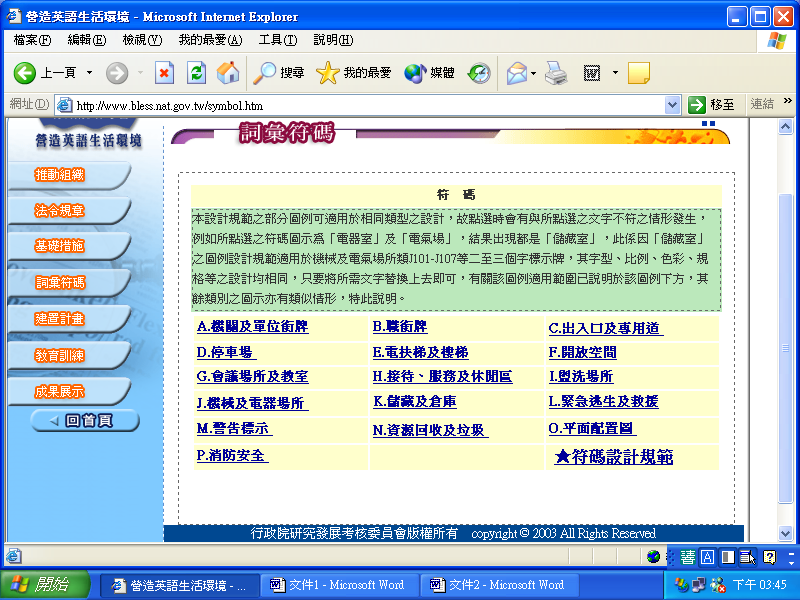 營造英語生活環境 - Microsoft Internet Explorer
檔案(F) 編輯(E) 檢視(V) 我的最愛(A) 工具(T) 說明(H)
上一頁 搜尋 我的最愛 媒體
網址(D) http://www.bless.nat.gov.tw/symbol.htm 移至 連結 »
營造英語生活環境
詞彙符碼
推動組織
法令規章
基礎措施
詞彙符碼
建置計畫
教育訓練
成果展示
回首頁
符 碼
本設計規範之部分圖例可適用於相同類型之設計，故點選時會有與所點選之文字不符之情形發生，
例如所點選之符碼圖示為「電器室」及「電氣場」，結果出現都是「儲藏室」，此係因「儲藏室」
之圖例設計規範適用於機械及電氣場所類J101-J107等二至三個字標示牌，其字型、比例、色彩、規
格等之設計均相同，只要將所需文字替換上去即可，有關該圖例適用範圍已說明於該圖例下方，其
餘類別之圖示亦有類似情形，特此說明。
A.機關及單位銜牌 B.職銜牌 C.出入口及專用道
D.停車場 E.電扶梯及樓梯 F.開放空間
G.會議場所及教室 H.接待、服務及休閒區 I.盥洗場所
J.機械及電器場所 K.儲藏及倉庫 L.緊急逃生及救援
M.警告標示 N.資源回收及垃圾 O.平面配置圖
P.消防安全 ★符碼設計規範
行政院研究發展考核委員會版權所有 copyright © 2003 All Rights Reserved
開始 營造英語生活環境 - ... 文件1 - Microsoft Word 文件2 - Microsoft Word 下午 03:45